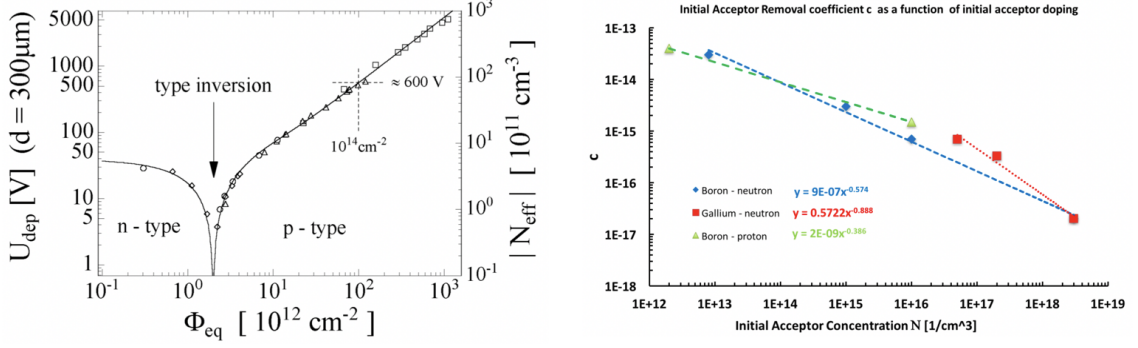 U_dep [V] (d = 300μm)
5000
1000
500
100
50
10
5
1
type inversion
≈ 600 V
10^14cm^-2
n - type
p - type
10^3
10^2
10^1
10^0
10^-1
| N_eff | [ 10^11 cm^-3 ]
10^-1
10^0
10^1
10^2
10^3
Φ_eq [ 10^12 cm^-2 ]
Initial Acceptor Removal coefficient c as a function of initial acceptor doping
1E-13
1E-14
1E-15
1E-16
1E-17
1E-18
c
Boron - neutron y = 9E-07x^-0.574
Gallium - neutron y = 0.5722x^-0.888
Boron - proton y = 2E-09x^-0.386
1E+12 1E+13 1E+14 1E+15 1E+16 1E+17 1E+18 1E+19
Initial Acceptor Concentration N [1/cm^3]